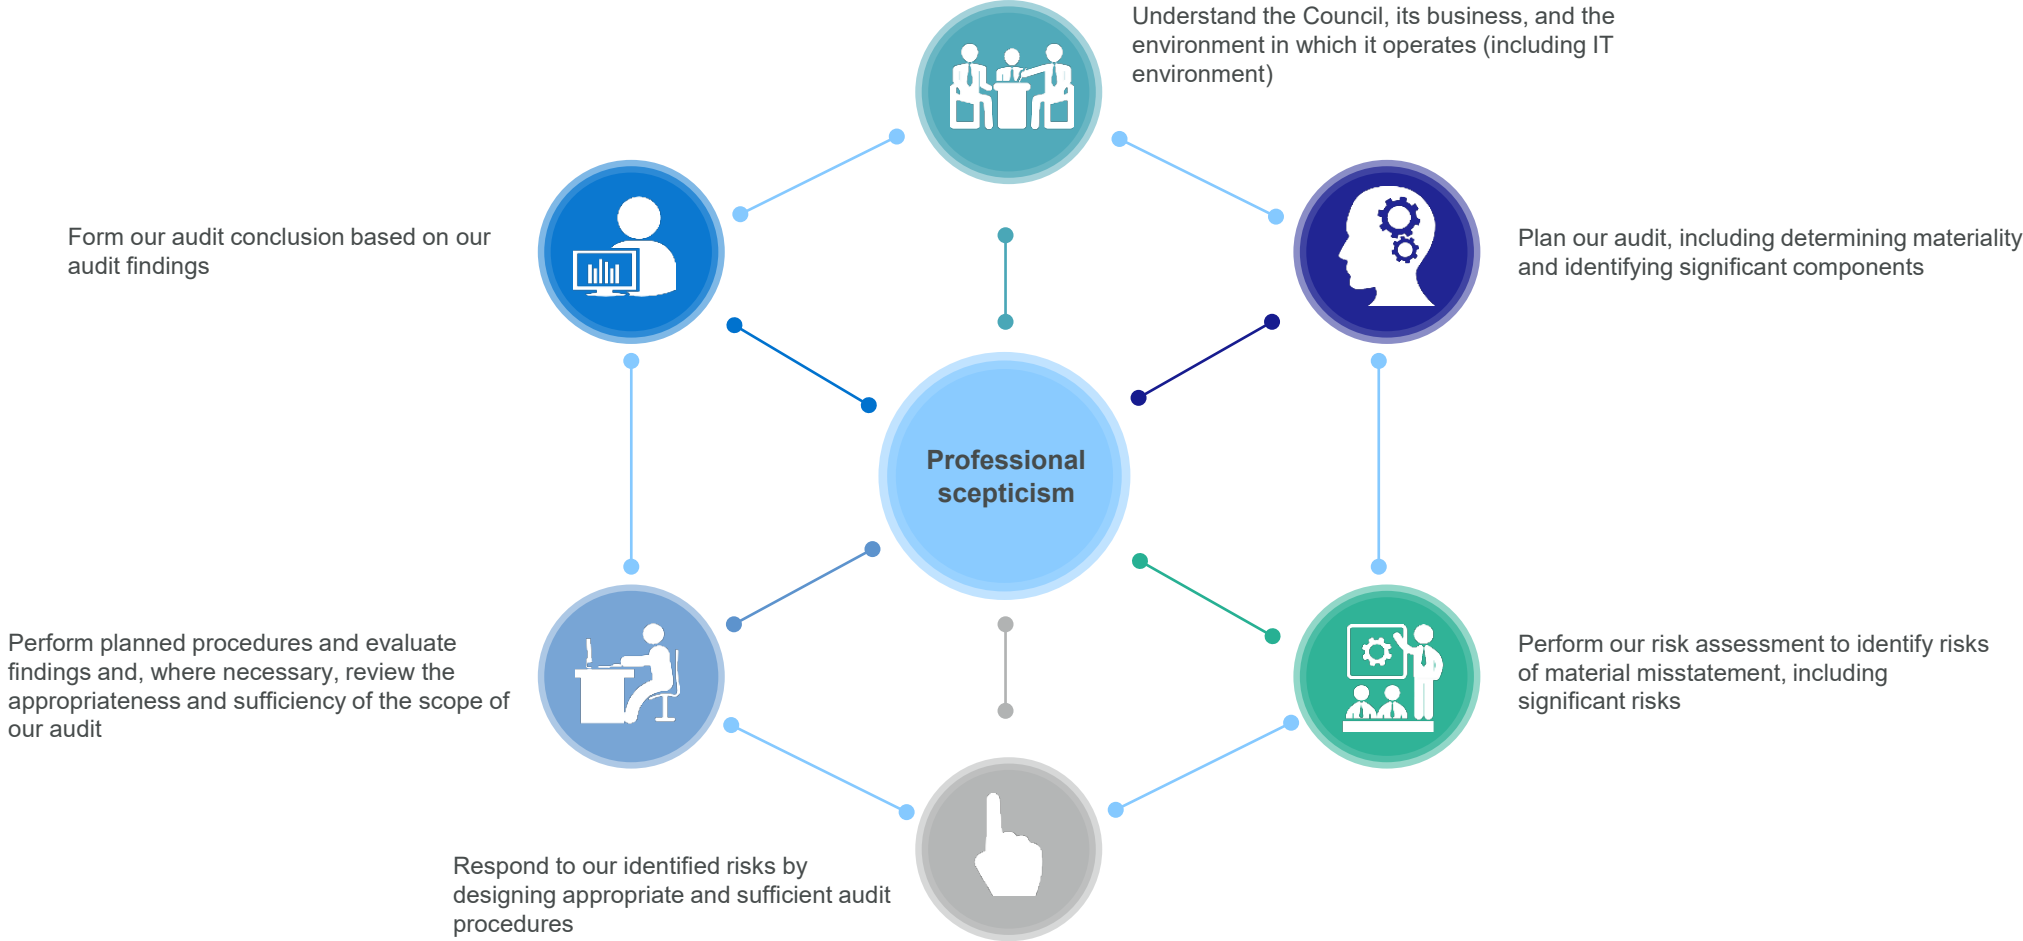 Understand the Council, its business, and the
environment in which it operates (including IT
environment)
Form our audit conclusion based on our
audit findings
Plan our audit, including determining materiality
and identifying significant components
Professional
scepticism
Perform planned procedures and evaluate
findings and, where necessary, review the
appropriateness and sufficiency of the scope of
our audit
Perform our risk assessment to identify risks
of material misstatement, including
significant risks
Respond to our identified risks by
designing appropriate and sufficient audit
procedures